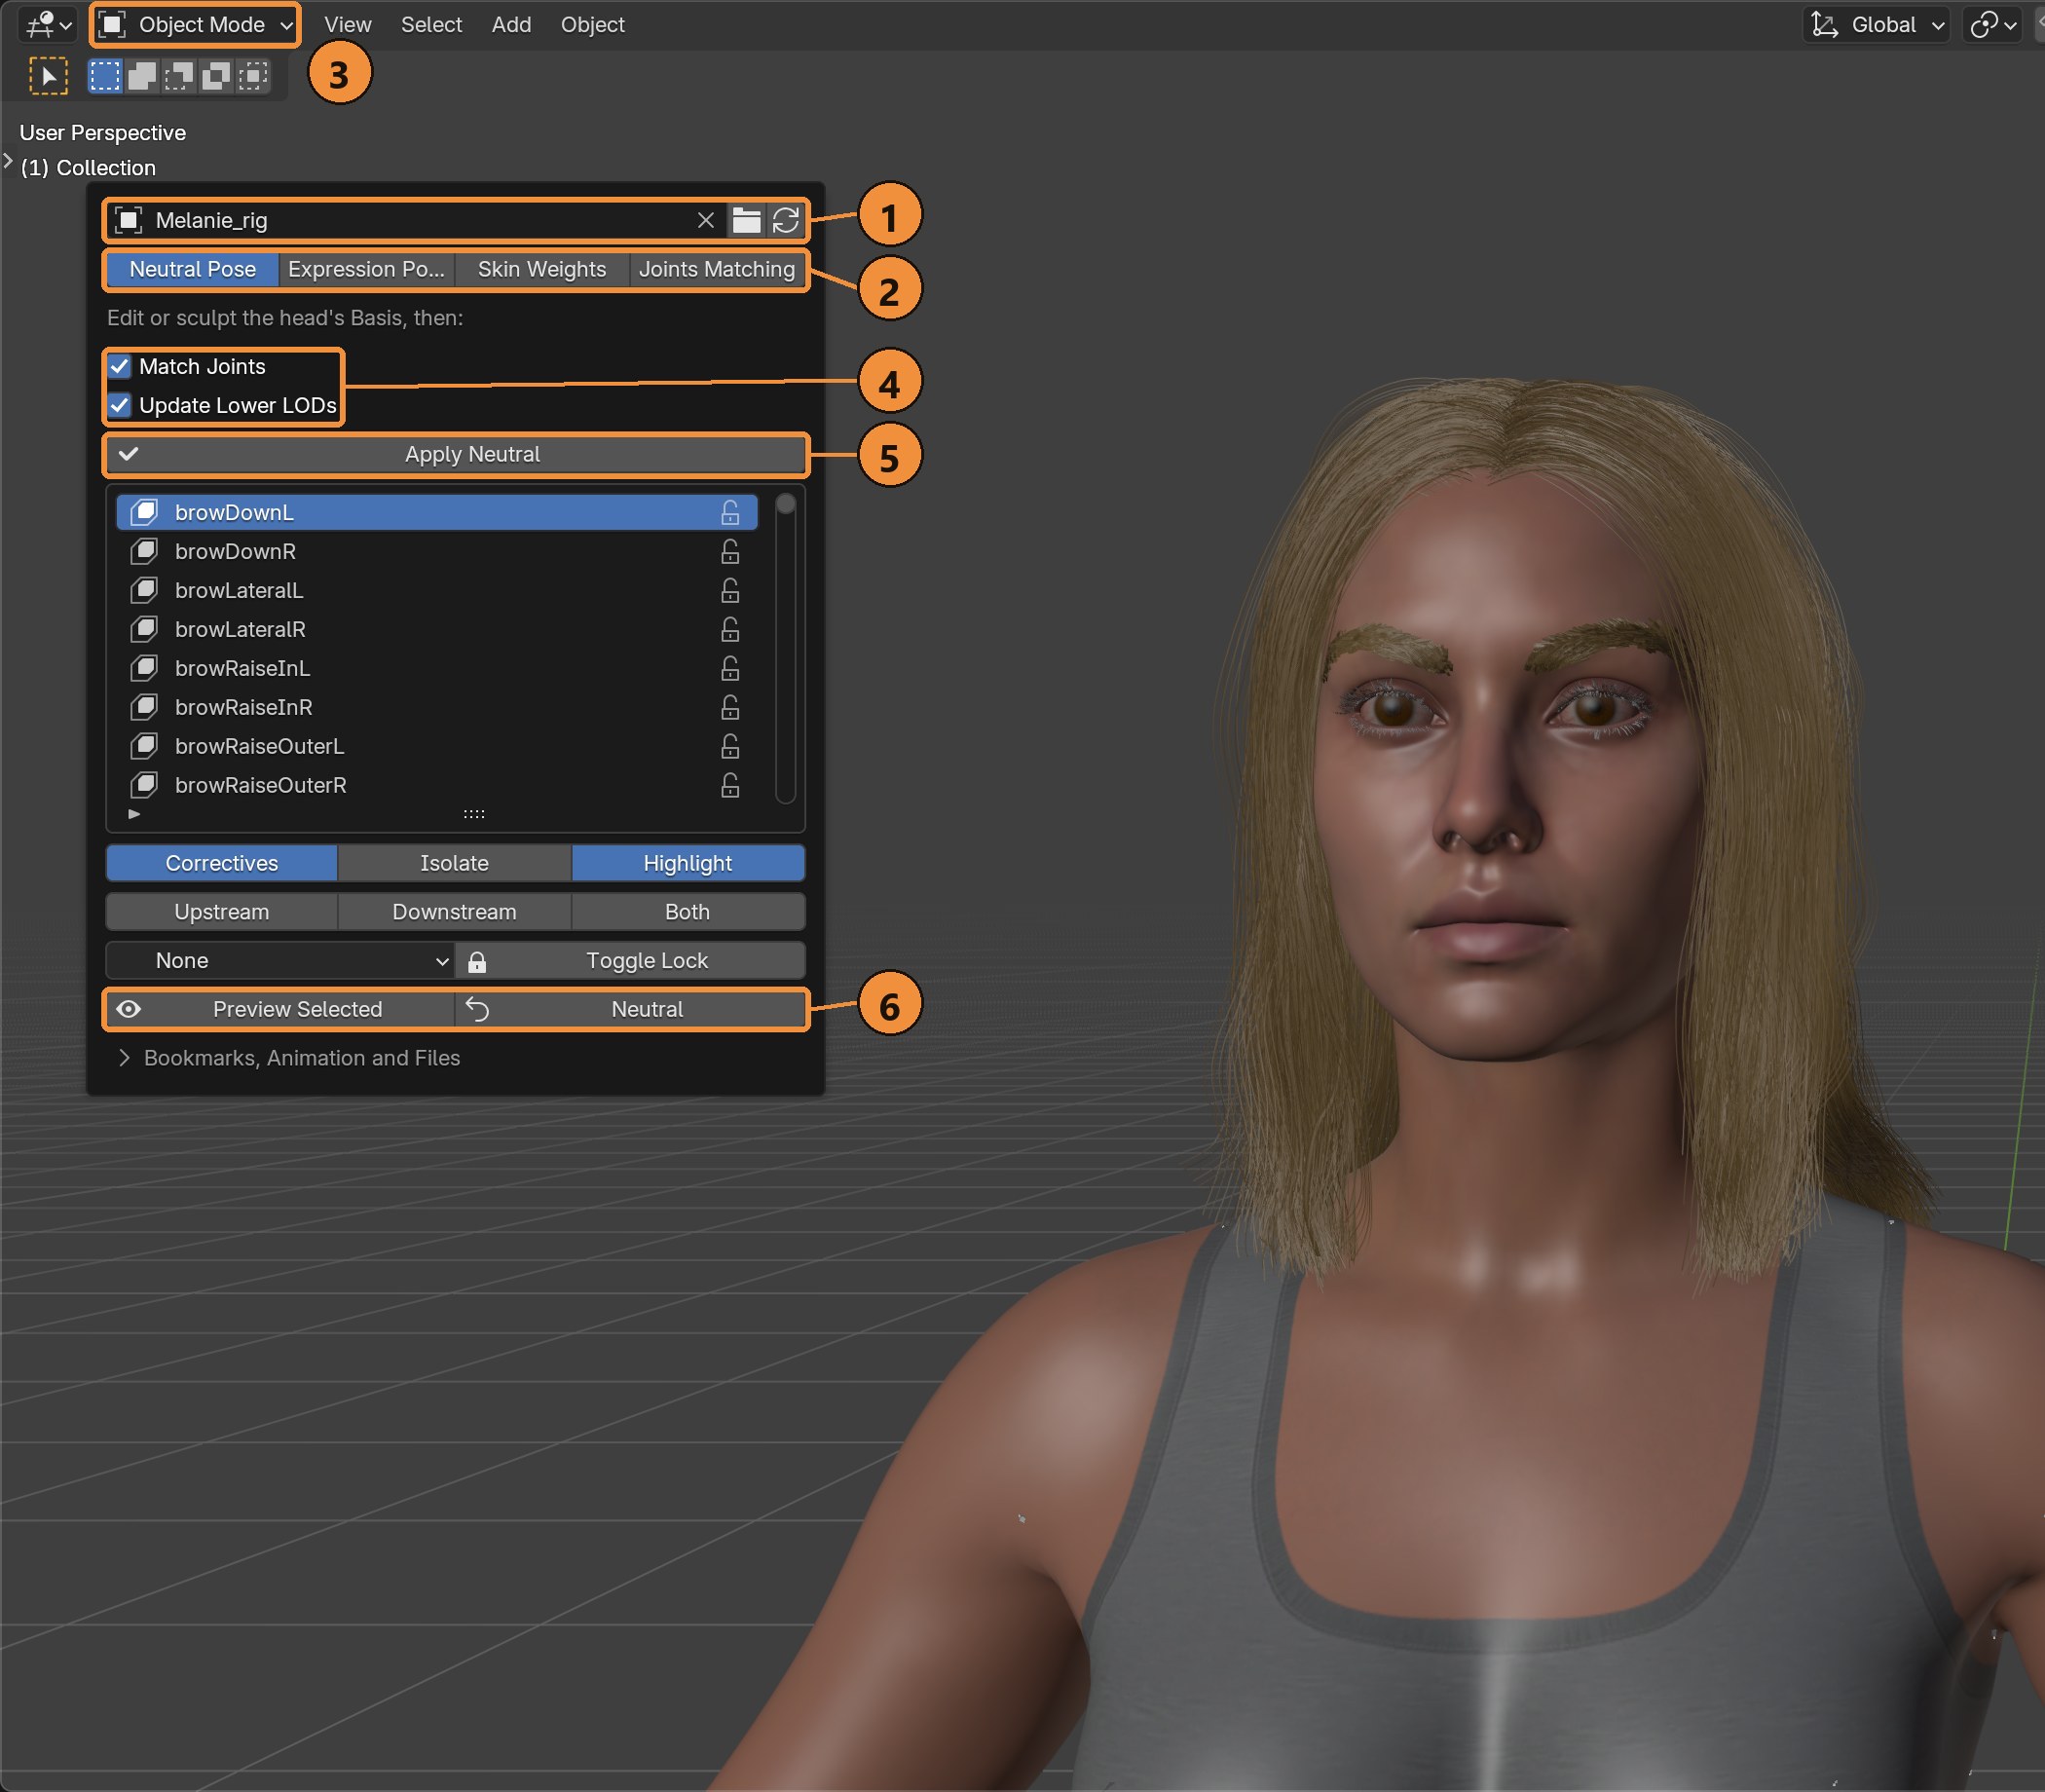 Object Mode View Select Add Object Global
3
User Perspective
(1) Collection
Melanie_rig
1
Neutral Pose Expression Po... Skin Weights Joints Matching
2
Edit or sculpt the head's Basis, then:
Match Joints
4
Update Lower LODs
Apply Neutral
5
browDownL
browDownR
browLateralL
browLateralR
browRaiseInL
browRaiseInR
browRaiseOuterL
browRaiseOuterR
Correctives Isolate Highlight
Upstream Downstream Both
None Toggle Lock
Preview Selected Neutral
6
Bookmarks, Animation and Files